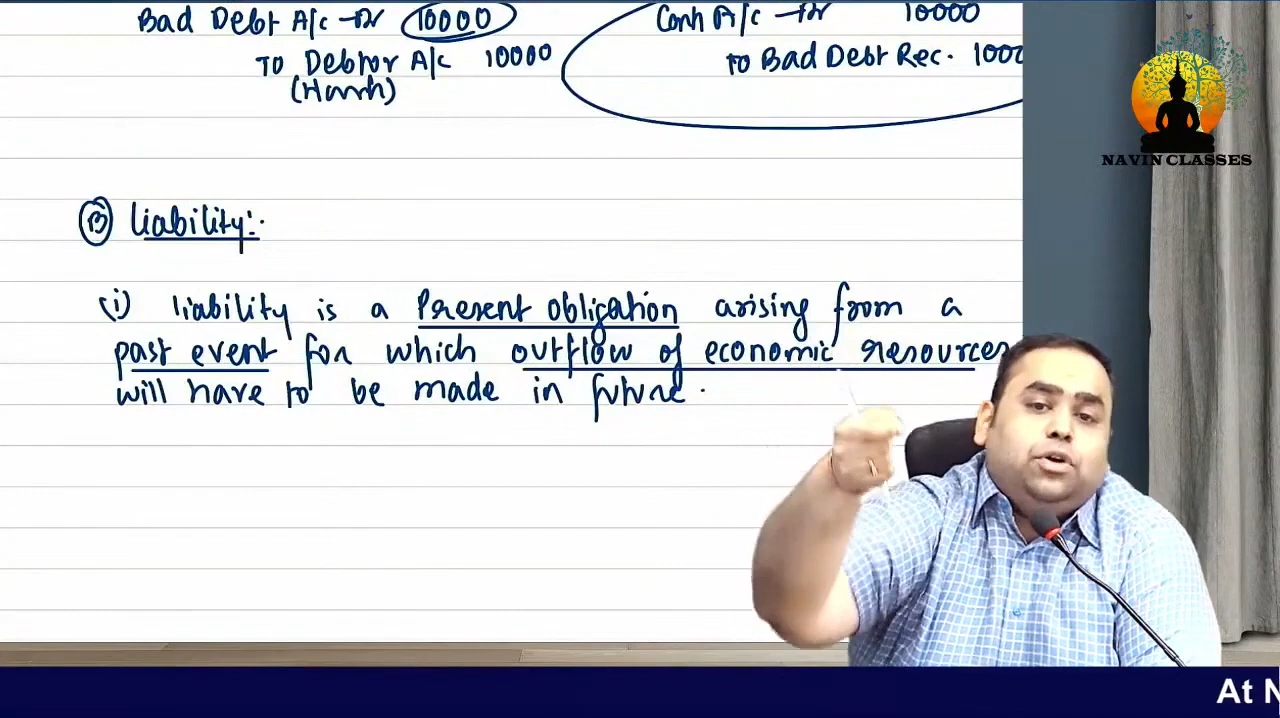 Bad Debt A/c Dr 10000
To Debtor A/c 10000
(Harsh)
Cash A/c Dr 10000
To Bad Debt Rec. 1000
NAVIN CLASSES
(B) Liability:-
(i) liability is a Present obligation arising from a
past event for which outflow of economic resources
will have to be made in future.
At N